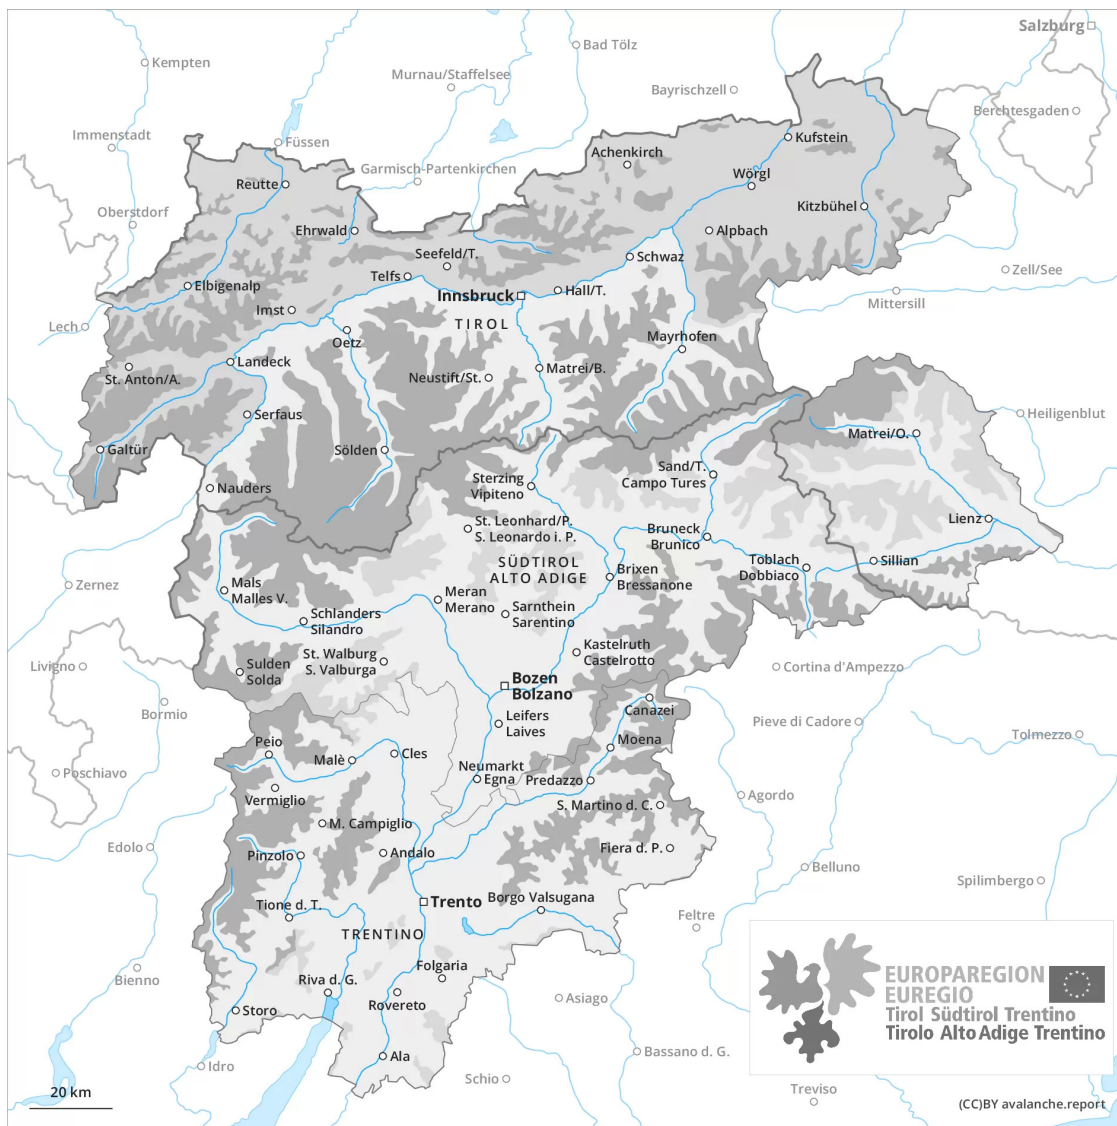 Salzburg
Bad Tölz
Kempten
Murnau/Staffelsee
Bayrischzell
Berchtesgaden
Immenstadt
Füssen
Kufstein
Achenkirch
Garmisch-Partenkirchen
Wörgl
Reutte
Kitzbühel
Oberstdorf
Ehrwald
Alpbach
Seefeld/T.
Schwaz
Telfs
Zell/See
Elbigenalp
Hall/T.
Innsbruck
Mittersill
Imst
TIROL
Lech
Oetz
Mayrhofen
Landeck
Matrei/B.
St. Anton/A.
Neustift/St.
Serfaus
Heiligenblut
Matrei/O.
Galtür
Sölden
Sand/T.
Campo Tures
Sterzing
Vipiteno
Nauders
Lienz
St. Leonhard/P.
S. Leonardo i. P.
Bruneck
Brunico
SÜDTIROL
ALTO ADIGE
Toblach
Dobbiaco
Sillian
Brixen
Bressanone
Zernez
Mals
Malles V.
Meran
Merano
Schlanders
Silandro
Sarnthein
Sarentino
Kastelruth
Castelrotto
St. Walburg
S. Valburga
Livigno
Sulden
Solda
Cortina d'Ampezzo
Bozen
Bolzano
Bormio
Canazei
Leifers
Laives
Pieve di Cadore
Tolmezzo
Peio
Moena
Malè
Cles
Poschiavo
Neumarkt
Egna
Predazzo
Vermiglio
Agordo
S. Martino d. C.
M. Campiglio
Edolo
Pinzolo
Andalo
Fiera d. P.
Belluno
Spilimbergo
Trento
Borgo Valsugana
Tione d. T.
Feltre
TRENTINO
Folgaria
Bienno
Riva d. G.
Rovereto
Asiago
Storo
EUROPAREGION
EUREGIO
Tirol Südtirol Trentino
Tirolo Alto Adige Trentino
Ala
Bassano d. G.
Idro
Schio
Treviso
20 km
(CC)BY avalanche.report